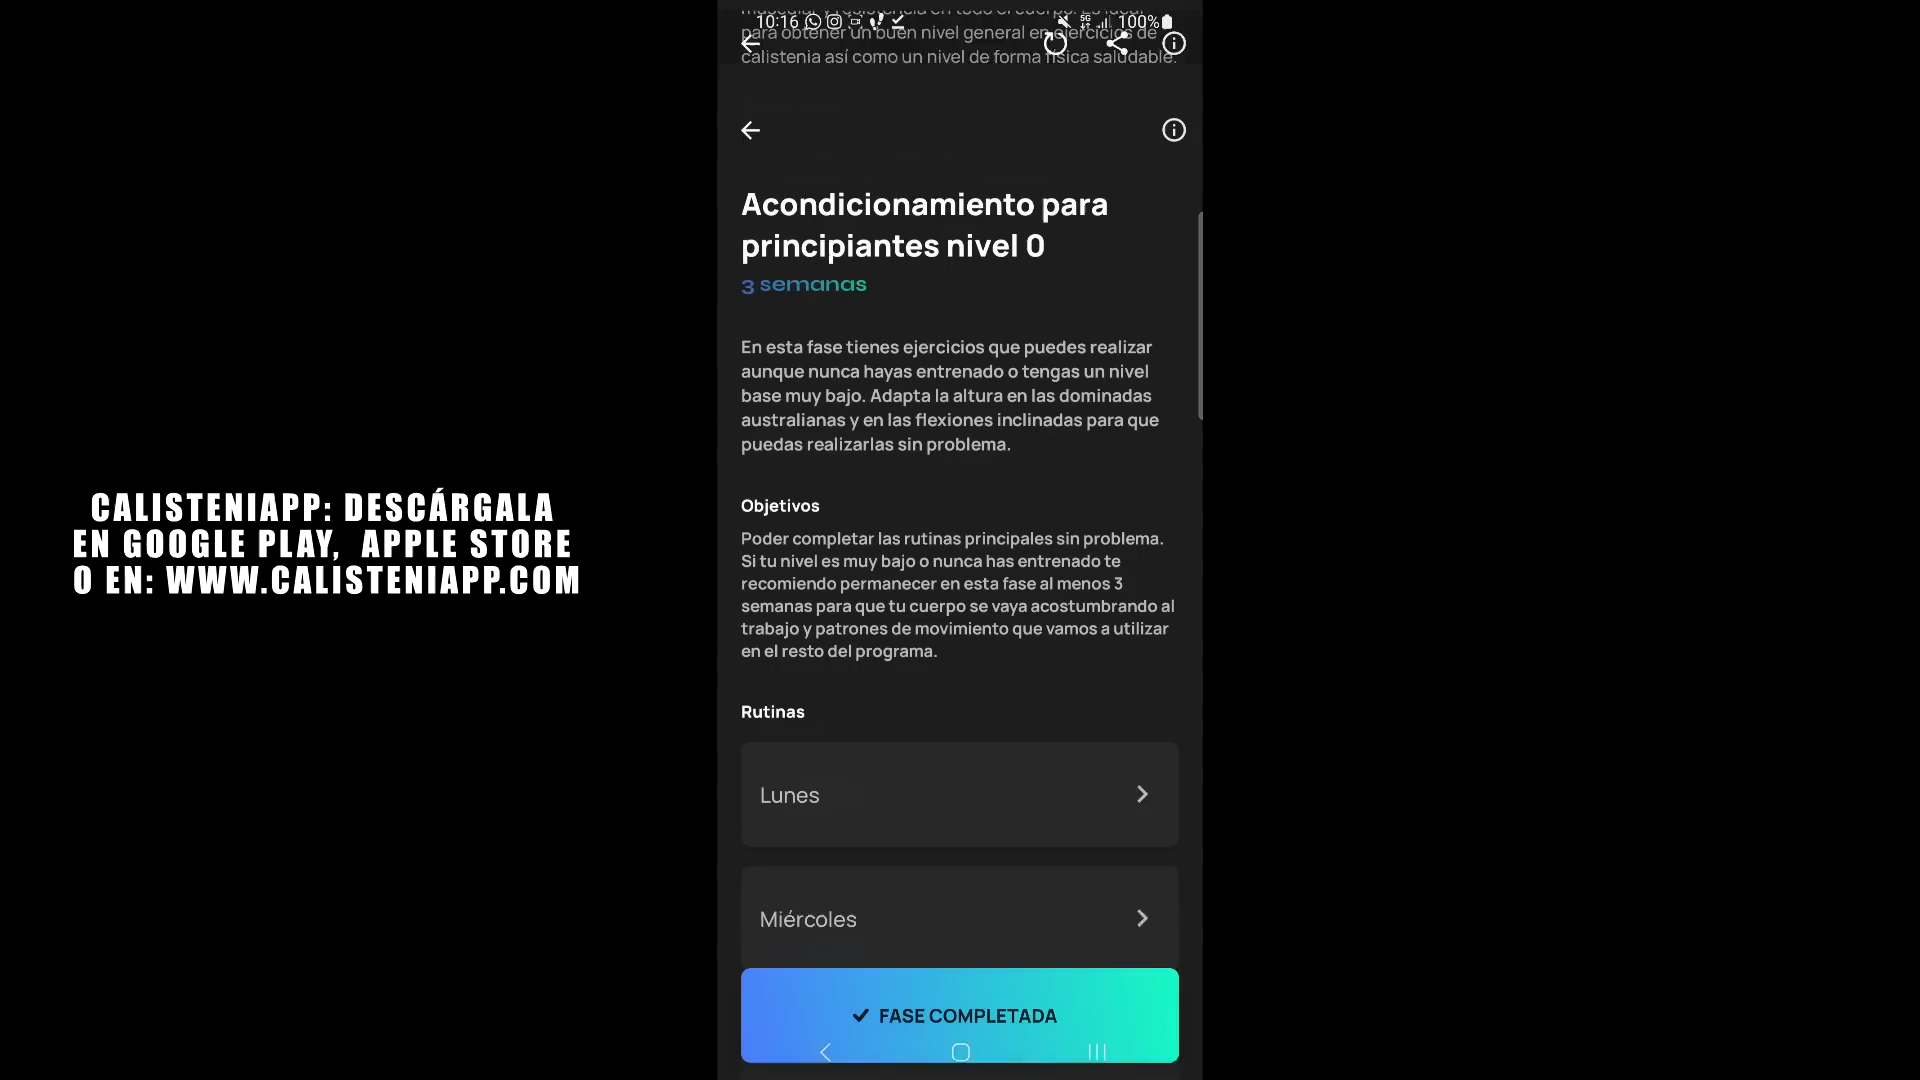 10:16
5G
100%
para obtener un buen nivel general en ejercicios de
calistenia así como un nivel de forma física saludable.
Acondicionamiento para
principiantes nivel 0
3 semanas
En esta fase tienes ejercicios que puedes realizar
aunque nunca hayas entrenado o tengas un nivel
base muy bajo. Adapta la altura en las dominadas
australianas y en las flexiones inclinadas para que
puedas realizarlas sin problema.
Objetivos
Poder completar las rutinas principales sin problema.
Si tu nivel es muy bajo o nunca has entrenado te
recomiendo permanecer en esta fase al menos 3
semanas para que tu cuerpo se vaya acostumbrando al
trabajo y patrones de movimiento que vamos a utilizar
en el resto del programa.
Rutinas
Lunes
Miércoles
FASE COMPLETADA
CALISTENIAPP: DESCÁRGALA
EN GOOGLE PLAY, APPLE STORE
O EN: WWW.CALISTENIAPP.COM